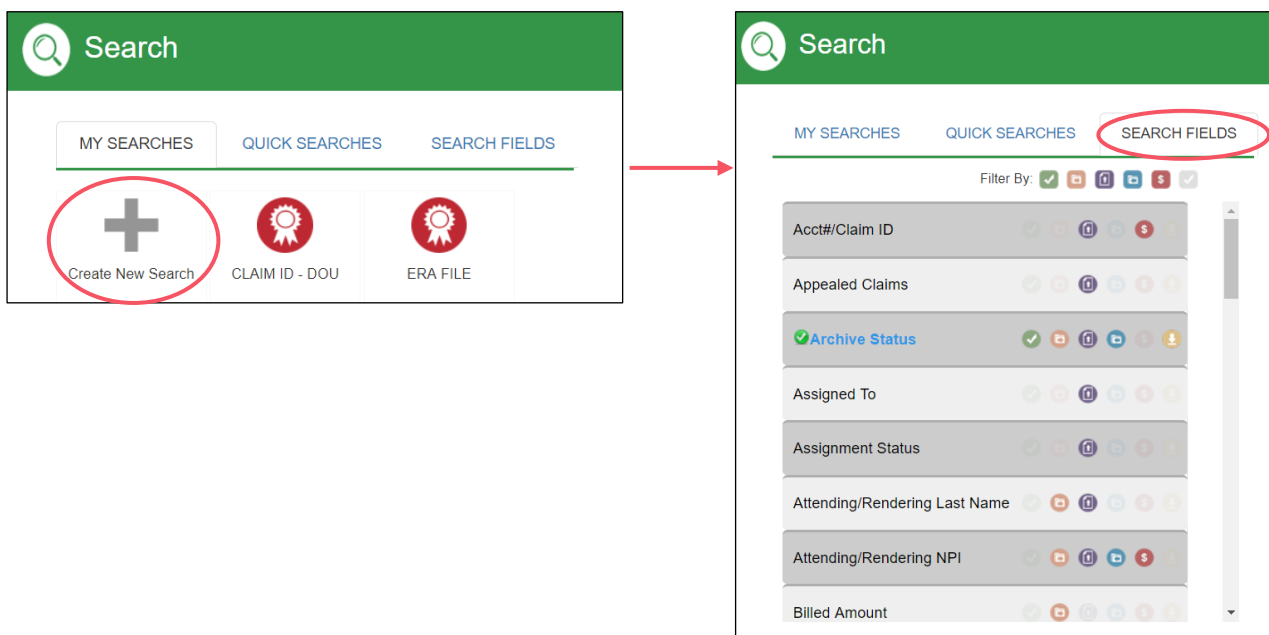 Search
MY SEARCHES QUICK SEARCHES SEARCH FIELDS
Create New Search CLAIM ID - DOU ERA FILE
Search
MY SEARCHES QUICK SEARCHES SEARCH FIELDS
Filter By:
Acct#/Claim ID
Appealed Claims
Archive Status
Assigned To
Assignment Status
Attending/Rendering Last Name
Attending/Rendering NPI
Billed Amount